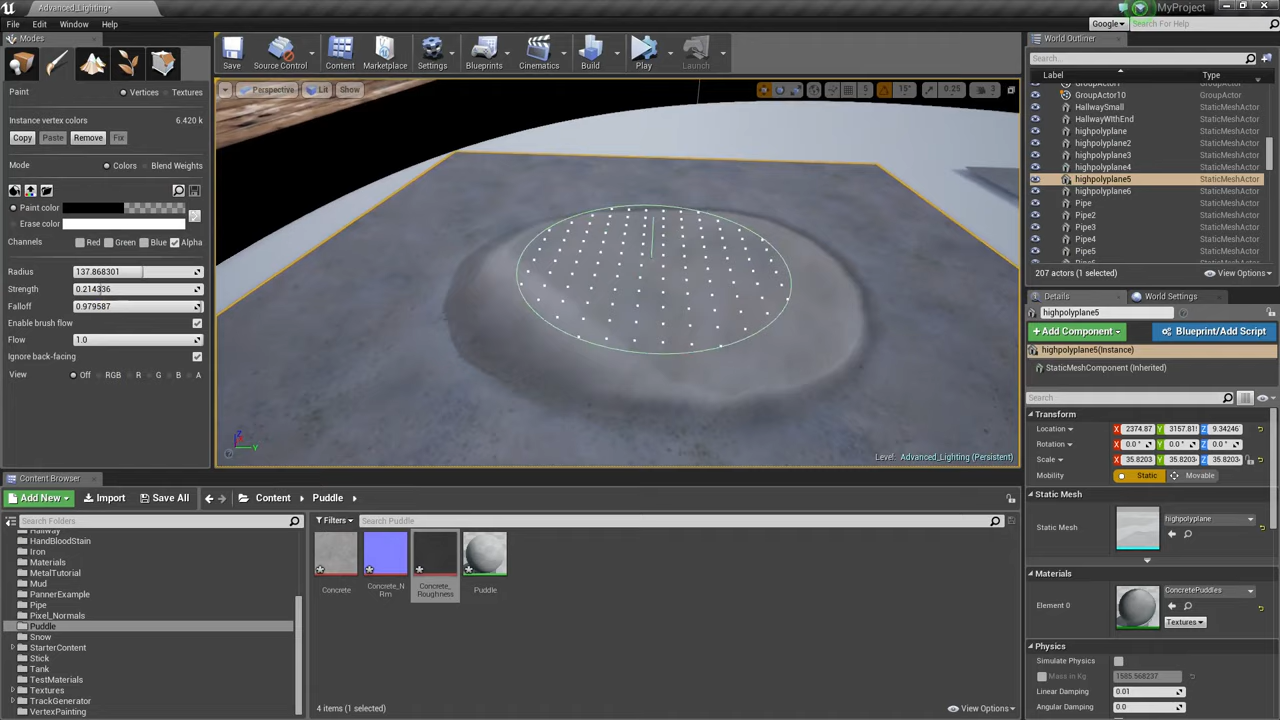 Advanced_Lighting*
MyProject
File Edit Window Help
Google Search For Help
Modes
Save Source Control Content Marketplace Settings Blueprints Cinematics Build Play Launch
World Outliner
Search...
Label Type
GroupActor10 GroupActor
HallwaySmall StaticMeshActor
HallwayWithEnd StaticMeshActor
highpolyplane StaticMeshActor
highpolyplane2 StaticMeshActor
highpolyplane3 StaticMeshActor
highpolyplane4 StaticMeshActor
highpolyplane5 StaticMeshActor
highpolyplane6 StaticMeshActor
Pipe StaticMeshActor
Pipe2 StaticMeshActor
Pipe3 StaticMeshActor
Pipe4 StaticMeshActor
Pipe5 StaticMeshActor
207 actors (1 selected) View Options
Paint Vertices Textures
Instance vertex colors 6.420 k
Copy Paste Remove Fix
Mode Colors Blend Weights
Paint color
Erase color
Channels Red Green Blue Alpha
Radius 137.868301
Strength 0.214336
Falloff 0.979587
Enable brush flow
Flow 1.0
Ignore back-facing
View Off RGB R G B A
Perspective Lit Show
5 15° 0.25 3
Z Y
Level: Advanced_Lighting (Persistent)
Details World Settings
highpolyplane5
+Add Component Blueprint/Add Script
highpolyplane5(Instance)
StaticMeshComponent (Inherited)
Search...
Transform
Location X 2374.87 Y 3157.81 Z 9.34246
Rotation X 0.0 ° Y 0.0 ° Z 0.0 °
Scale X 35.8203 Y 35.8203 Z 35.8203
Mobility Static Movable
Static Mesh
Static Mesh highpolyplane
Materials
Element 0 ConcretePuddles
Textures
Physics
Simulate Physics
Mass in Kg 1585.568237
Linear Damping 0.01
Angular Damping 0.0
Content Browser
Add New Import Save All Content Puddle
Search Folders
Filters Search Puddle
Hallway
HandBloodStain
Iron
Materials
MetalTutorial
Mud
PannerExample
Pipe
Pixel_Normals
Puddle
Snow
StarterContent
Stick
Tank
TestMaterials
Textures
TrackGenerator
VertexPainting
Concrete
Concrete_N
Rm
Concrete_
Roughness
Puddle
4 items (1 selected) View Options